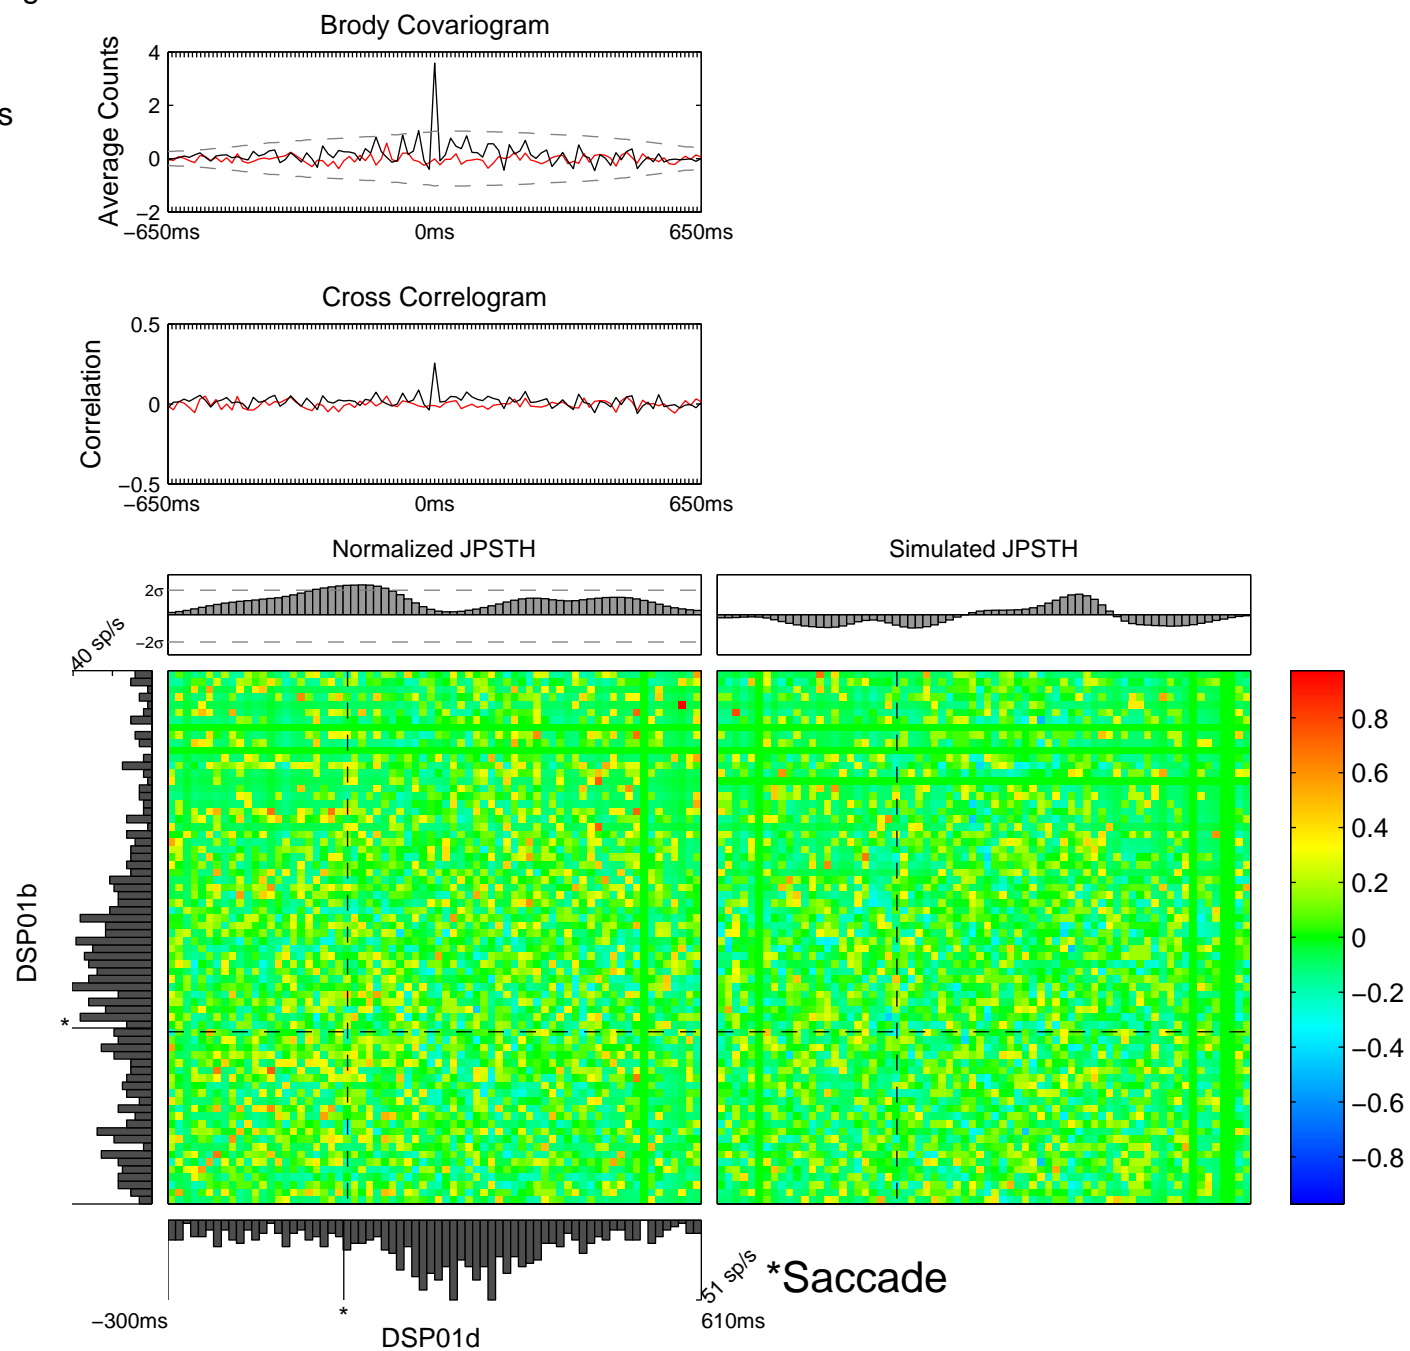 g
Brody Covariogram
Average Counts
4
2
0
−2
−650ms 0ms 650ms
s
Cross Correlogram
Correlation
0.5
0
−0.5
−650ms 0ms 650ms
Normalized JPSTH
Simulated JPSTH
2σ
−2σ
40 sp/s
DSP01b
*
0.8
0.6
0.4
0.2
0
−0.2
−0.4
−0.6
−0.8
51 sp/s
*Saccade
*
−300ms
610ms
DSP01d